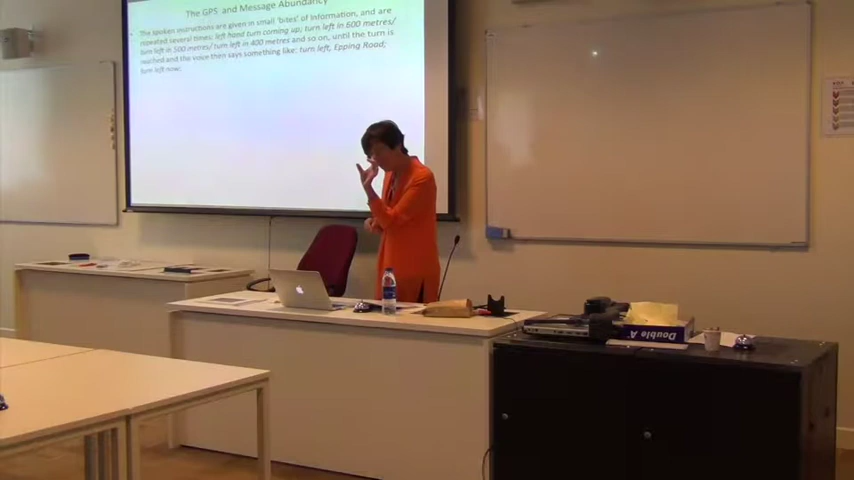 The GPS and Message Abundancy
The spoken instructions are given in small 'bites' of information, and are
repeated several times; left hand turn coming up; turn left in 600 metres/
turn left in 500 metres/ turn left in 400 metres and so on, until the turn is
reached and the voice then says something like: turn left, Epping Road;
turn left now.
Double A